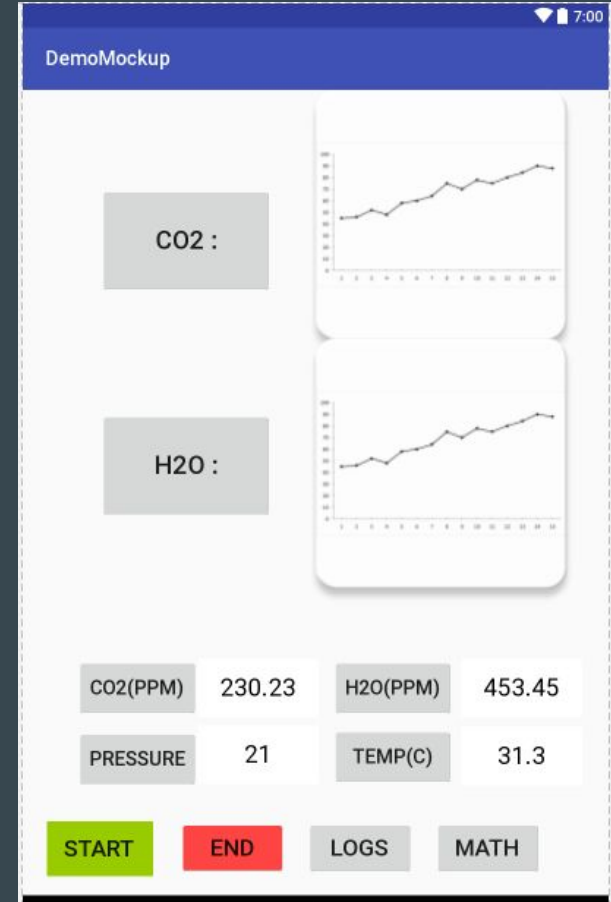 7:00
DemoMockup
CO2 :
H2O :
CO2(PPM) 230.23 H2O(PPM) 453.45
PRESSURE 21 TEMP(C) 31.3
START END LOGS MATH